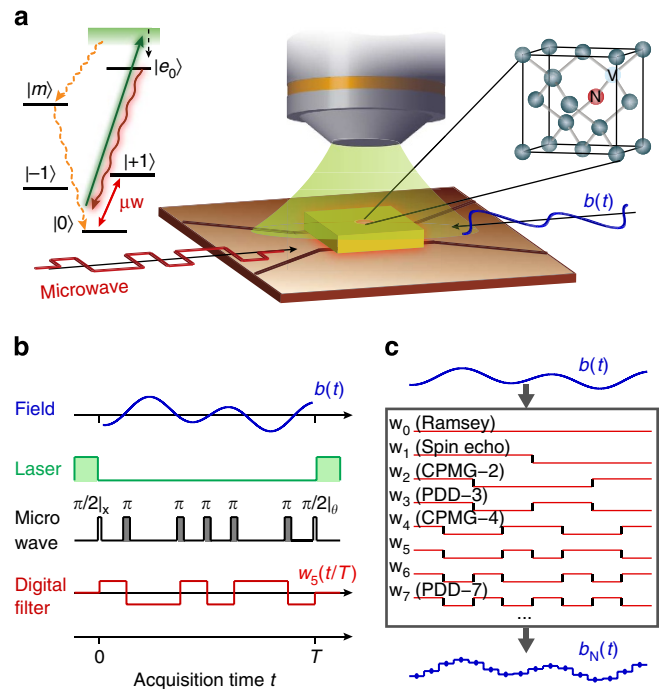 a
|e₀⟩
|m⟩
|−1⟩
|+1⟩
|0⟩
μw
Microwave
V
N
b(t)
b
Field
b(t)
Laser
Micro
wave
π/2|x
π
π
π
π
π
π/2|θ
Digital
filter
w₅(t/T)
0
T
Acquisition time t
c
b(t)
w₀ (Ramsey)
w₁ (Spin echo)
w₂ (CPMG−2)
w₃ (PDD−3)
w₄ (CPMG−4)
w₅
w₆
w₇ (PDD−7)
...
b_N(t)